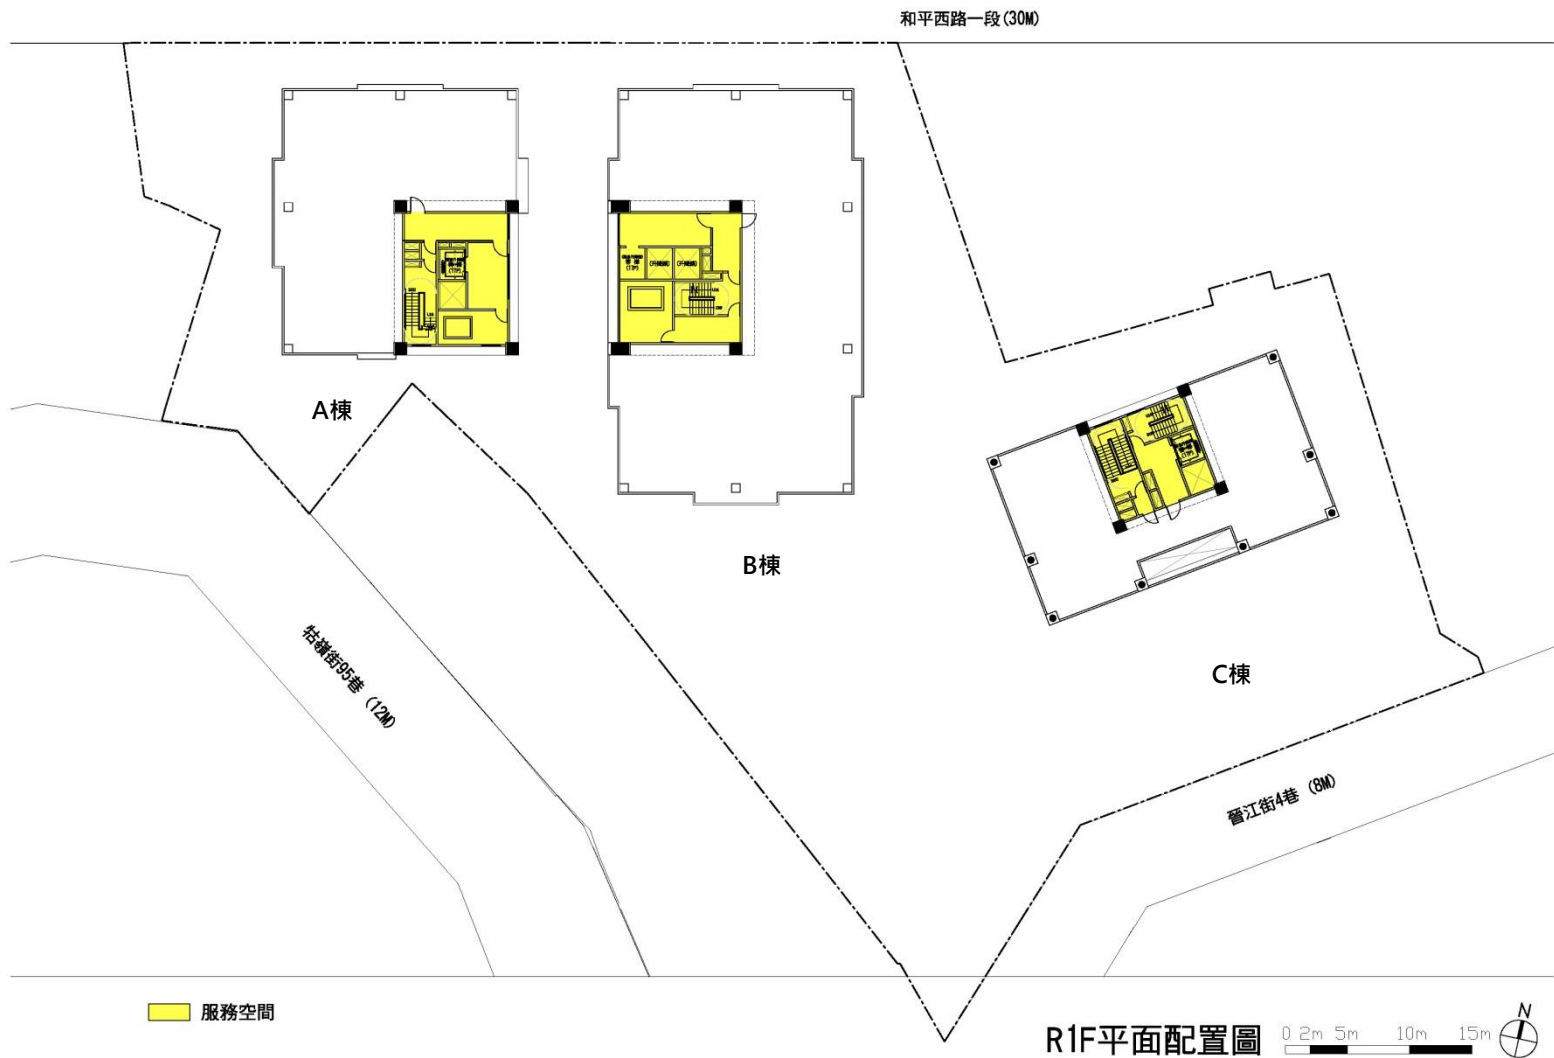 和平西路一段(30M)
A棟
B棟
C棟
牯嶺街95巷 (12M)
晉江街4巷 (8M)
服務空間
R1F平面配置圖
0 2m 5m 10m 15m
N